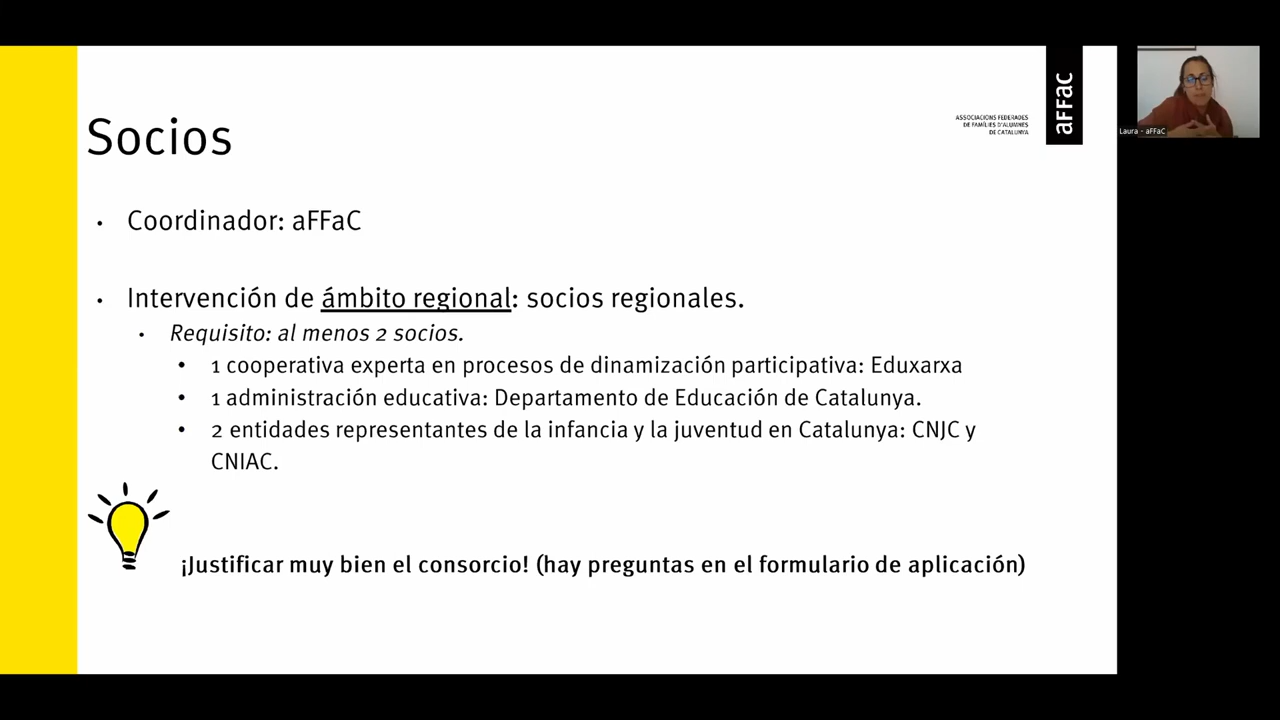 Socios
ASSOCIACIONS FEDERADES
DE FAMÍLIES D'ALUMNES
DE CATALUNYA
aFFaC
Laura - aFFaC
• Coordinador: aFFaC
• Intervención de ámbito regional: socios regionales.
• Requisito: al menos 2 socios.
• 1 cooperativa experta en procesos de dinamización participativa: Eduxarxa
• 1 administración educativa: Departamento de Educación de Catalunya.
• 2 entidades representantes de la infancia y la juventud en Catalunya: CNJC y
CNIAC.
¡Justificar muy bien el consorcio! (hay preguntas en el formulario de aplicación)